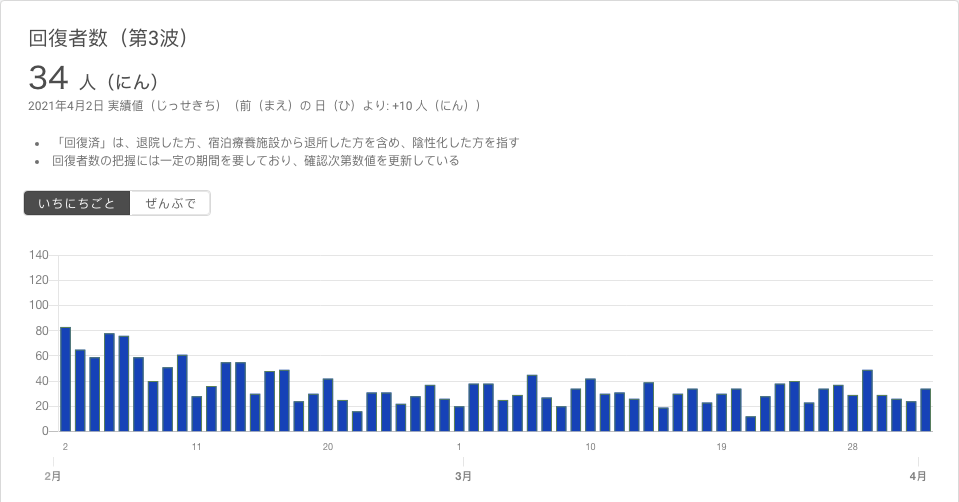 回復者数（第3波）
34 人（にん）
2021年4月2日 実績値（じっせきち）（前（まえ）の 日（ひ）より: +10 人（にん））
• 「回復済」は、退院した方、宿泊療養施設から退所した方を含め、陰性化した方を指す
• 回復者数の把握には一定の期間を要しており、確認次第数値を更新している
いちにちごと ぜんぶで
140
120
100
80
60
40
20
0
2 11 20 1 10 19 28
2月 3月 4月